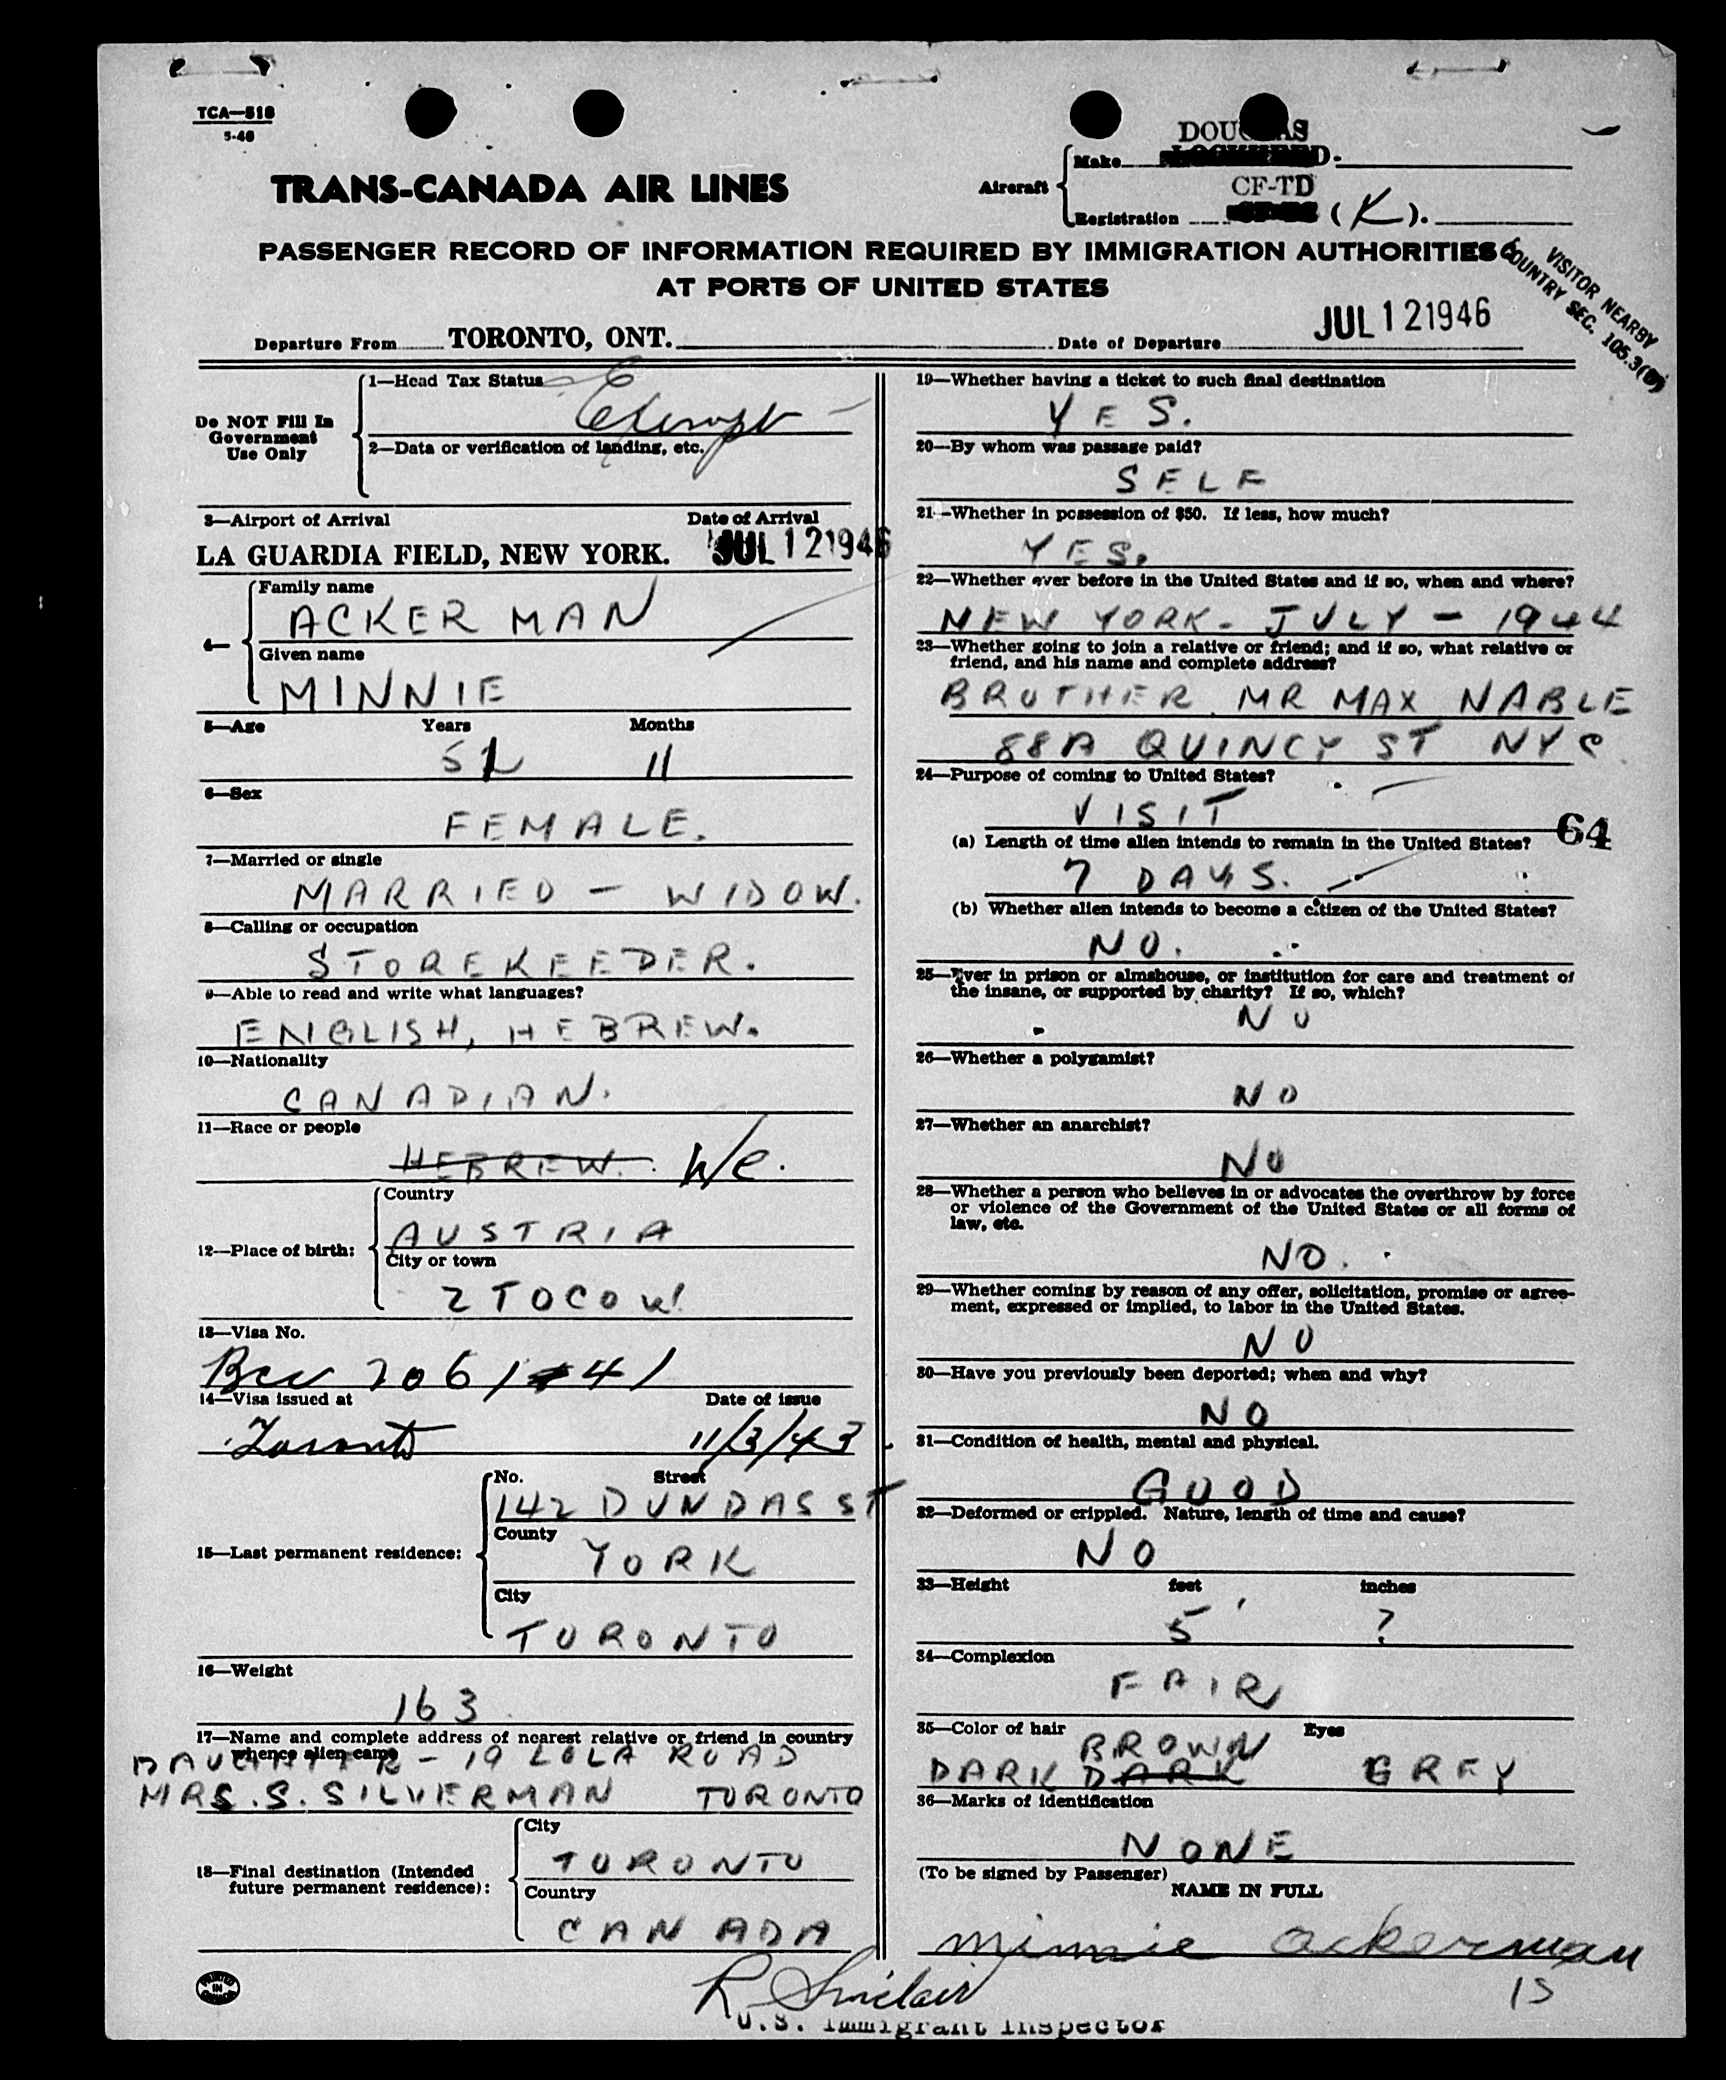 TCA—518
5-46
DOUGLAS
Make
TRANS-CANADA AIR LINES
Aircraft
CF-TD
Registration (K).
PASSENGER RECORD OF INFORMATION REQUIRED BY IMMIGRATION AUTHORITIES
AT PORTS OF UNITED STATES
VISITOR NEARBY
COUNTRY SEC. 105.3(D)
Departure From TORONTO, ONT. Date of Departure JUL 12 1946
Do NOT Fill In
Government
Use Only
1—Head Tax Status
Exempt
2—Data or verification of landing, etc.
3—Airport of Arrival Date of Arrival
LA GUARDIA FIELD, NEW YORK. JUL 12 1946
4—
Family name
ACKERMAN
Given name
MINNIE
5—Age Years Months
11
6—Sex
FEMALE.
7—Married or single
MARRIED – WIDOW.
8—Calling or occupation
STOREKEEDER.
9—Able to read and write what languages?
ENGLISH, HEBREW.
10—Nationality
CANADIAN.
11—Race or people
HEBREW. We.
12—Place of birth:
Country
AUSTRIA
City or town
ZTOCOW
13—Visa No.
14—Visa issued at Date of issue
Toronto 11/3/43
15—Last permanent residence:
No. Street
142 DUNDAS ST
County
YORK
City
TORONTO
16—Weight
163
17—Name and complete address of nearest relative or friend in country
whence alien came
DAUGHTER – 19 LOLA ROAD
MRS. S. SILVERMAN TORONTO
18—Final destination (Intended
future permanent residence):
City
TORONTO
Country
CANADA
19—Whether having a ticket to such final destination
YES.
20—By whom was passage paid?
SELF
21—Whether in possession of $50. If less, how much?
YES.
22—Whether ever before in the United States and if so, when and where?
NEW YORK - JULY – 1944
23—Whether going to join a relative or friend; and if so, what relative or
friend, and his name and complete address?
BROTHER. MR MAX NABLE
88A QUINCY ST NYC
24—Purpose of coming to United States?
VISIT
64
(a) Length of time alien intends to remain in the United States?
7 DAYS.
(b) Whether alien intends to become a citizen of the United States?
NO.
25—Ever in prison or almshouse, or institution for care and treatment of
the insane, or supported by charity? If so, which?
NO
26—Whether a polygamist?
NO
27—Whether an anarchist?
NO
28—Whether a person who believes in or advocates the overthrow by force
or violence of the Government of the United States or all forms of
law, etc.
NO.
29—Whether coming by reason of any offer, solicitation, promise or agree-
ment, expressed or implied, to labor in the United States.
NO
30—Have you previously been deported; when and why?
NO
31—Condition of health, mental and physical.
GOOD
32—Deformed or crippled. Nature, length of time and cause?
NO
33—Height feet inches
5' ?
34—Complexion
FAIR
35—Color of hair Eyes
BROWN
DARK DARK GREY
36—Marks of identification
NONE
(To be signed by Passenger)
NAME IN FULL
minnie ackerman
15
PRINTED
IN
CANADA
R Sinclair
U.S. Immigrant Inspector